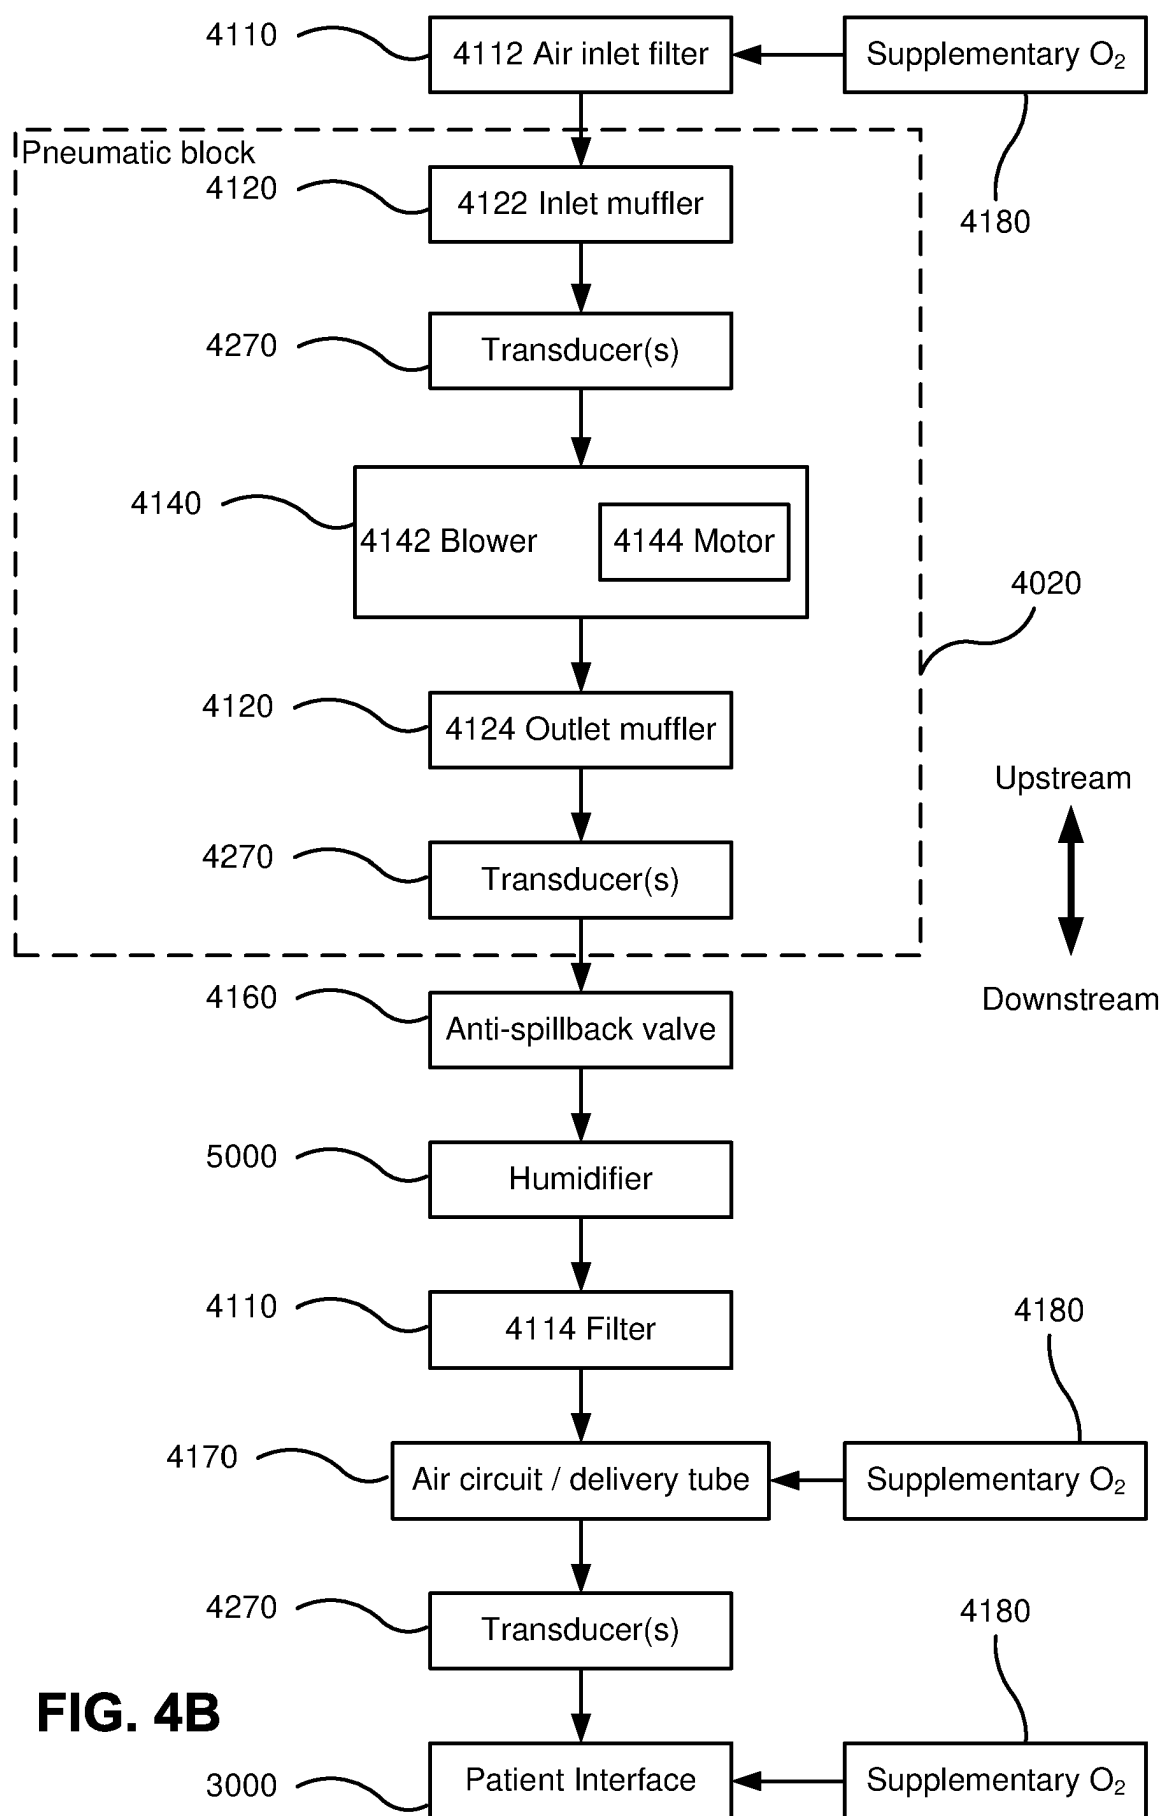 4110
4112 Air inlet filter
Supplementary O₂
Pneumatic block
4120
4122 Inlet muffler
4180
4270
Transducer(s)
4140
4142 Blower
4144 Motor
4020
4120
4124 Outlet muffler
Upstream
4270
Transducer(s)
4160
Anti-spillback valve
Downstream
5000
Humidifier
4110
4114 Filter
4180
4170
Air circuit / delivery tube
Supplementary O₂
4270
Transducer(s)
4180
FIG. 4B
3000
Patient Interface
Supplementary O₂